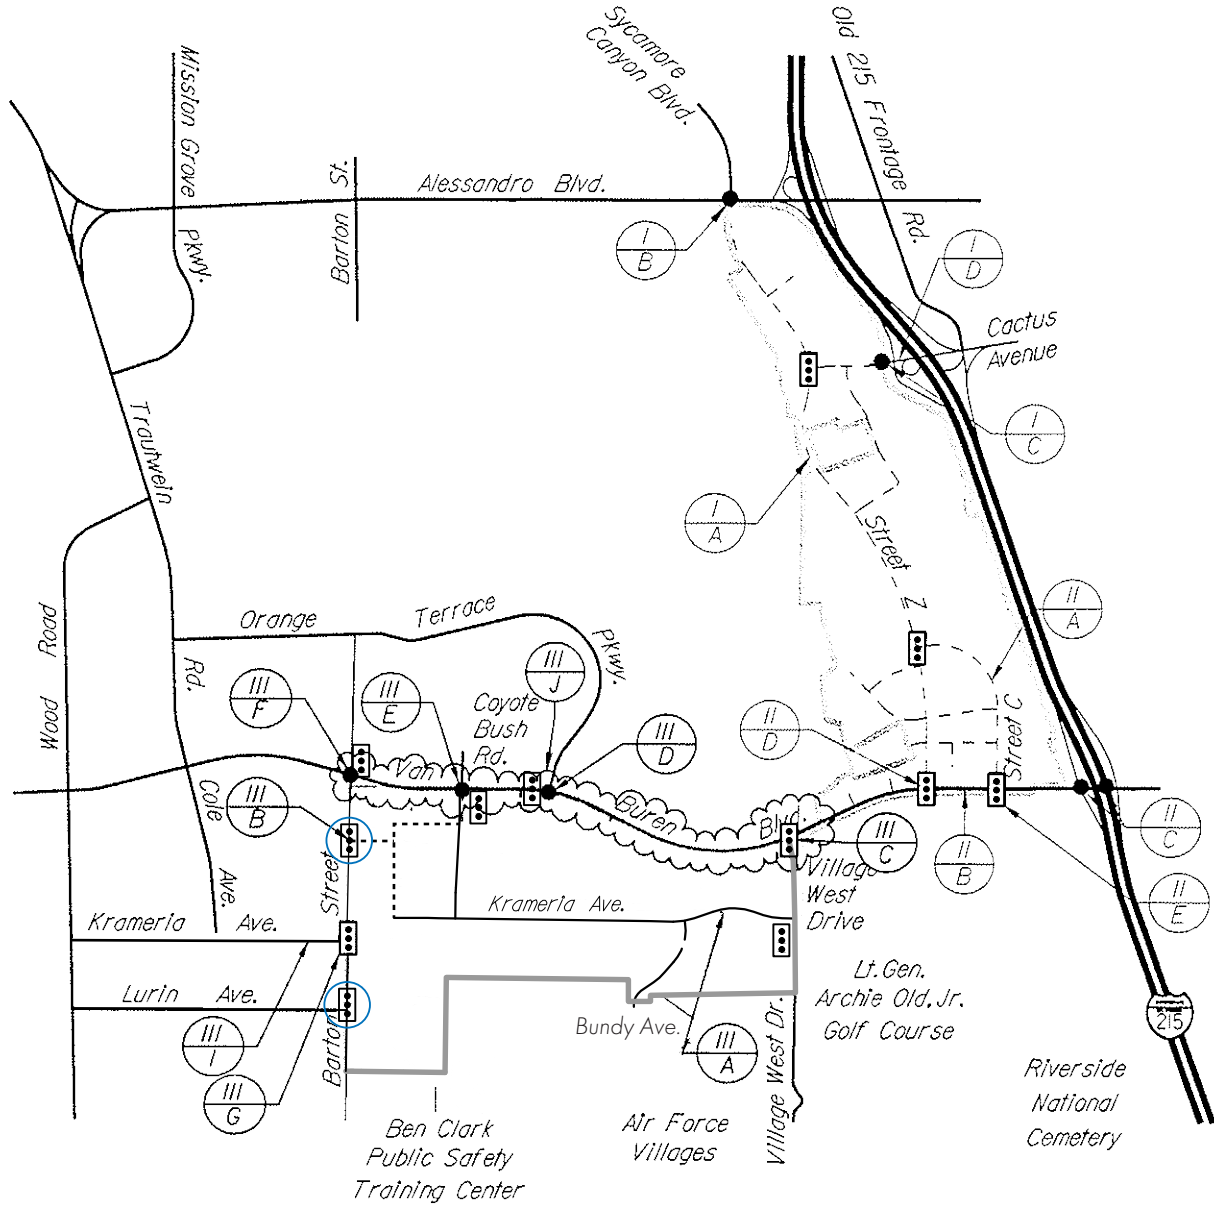 Sycamore
Canyon Blvd.
Old 215 Frontage
Rd.
Mission Grove
Pkwy.
Barton St.
Alessandro Blvd.
I
B
I
D
Cactus
Avenue
I
C
Trautwein
Rd.
I
A
Street Z
Wood Road
Orange
Terrace
Pkwy.
II
A
III
F
III
E
III
J
Coyote
Bush
Rd.
III
D
II
D
Street C
Van
Buren
Blvd.
Cole
Ave.
III
B
III
C
II
B
II
C
II
E
Village
West
Drive
Street
Krameria Ave.
Krameria Ave.
Lurin Ave.
Barton
Lt.Gen.
Archie Old,Jr.
Golf Course
215
Bundy Ave.
III
I
III
A
III
G
Village West Dr.
Riverside
National
Cemetery
Ben Clark
Public Safety
Training Center
Air Force
Villages